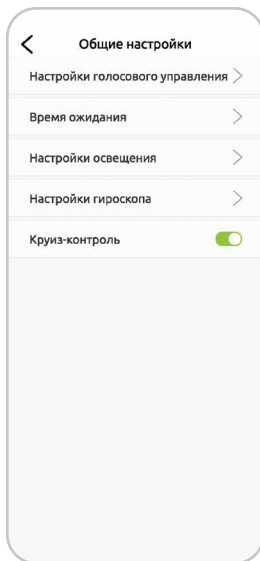 Общие настройки
Настройки голосового управления
Время ожидания
Настройки освещения
Настройки гироскопа
Круиз-контроль